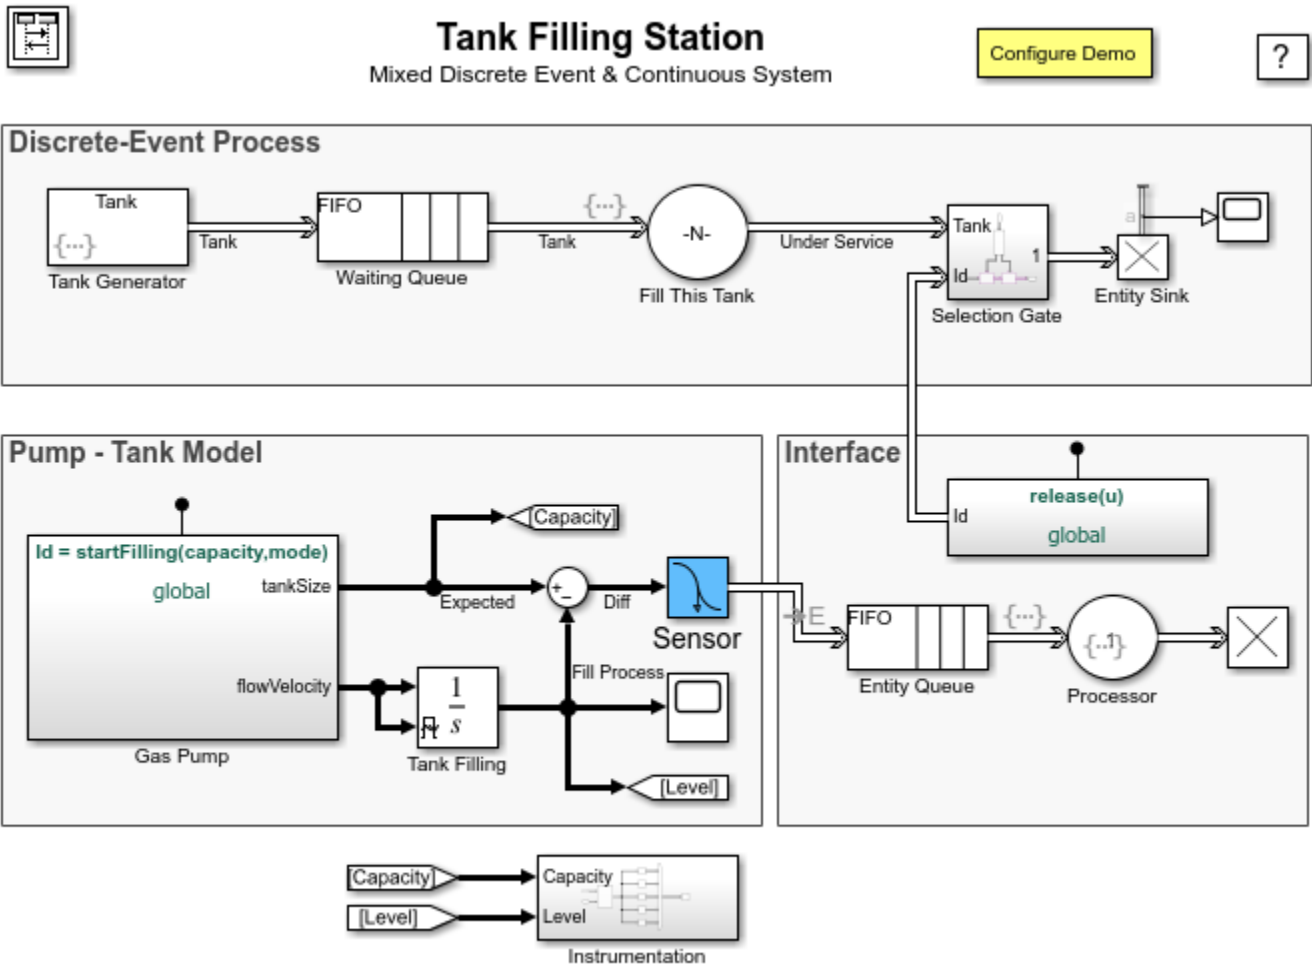 Tank Filling Station
Mixed Discrete Event & Continuous System
Configure Demo
?
Discrete-Event Process
Tank
{...}
Tank Generator
Tank
FIFO
Waiting Queue
Tank
{...}
-N-
Fill This Tank
Under Service
Tank
Id
1
Selection Gate
a
Entity Sink
Pump - Tank Model
Id = startFilling(capacity,mode)
global
tankSize
flowVelocity
Gas Pump
[Capacity]
Expected
+
−
Diff
Sensor
Fill Process
1
s
Tank Filling
[Level]
Interface
release(u)
Id
global
E
FIFO
Entity Queue
{...}
{..1}
Processor
[Capacity]
[Level]
Capacity
Level
Instrumentation